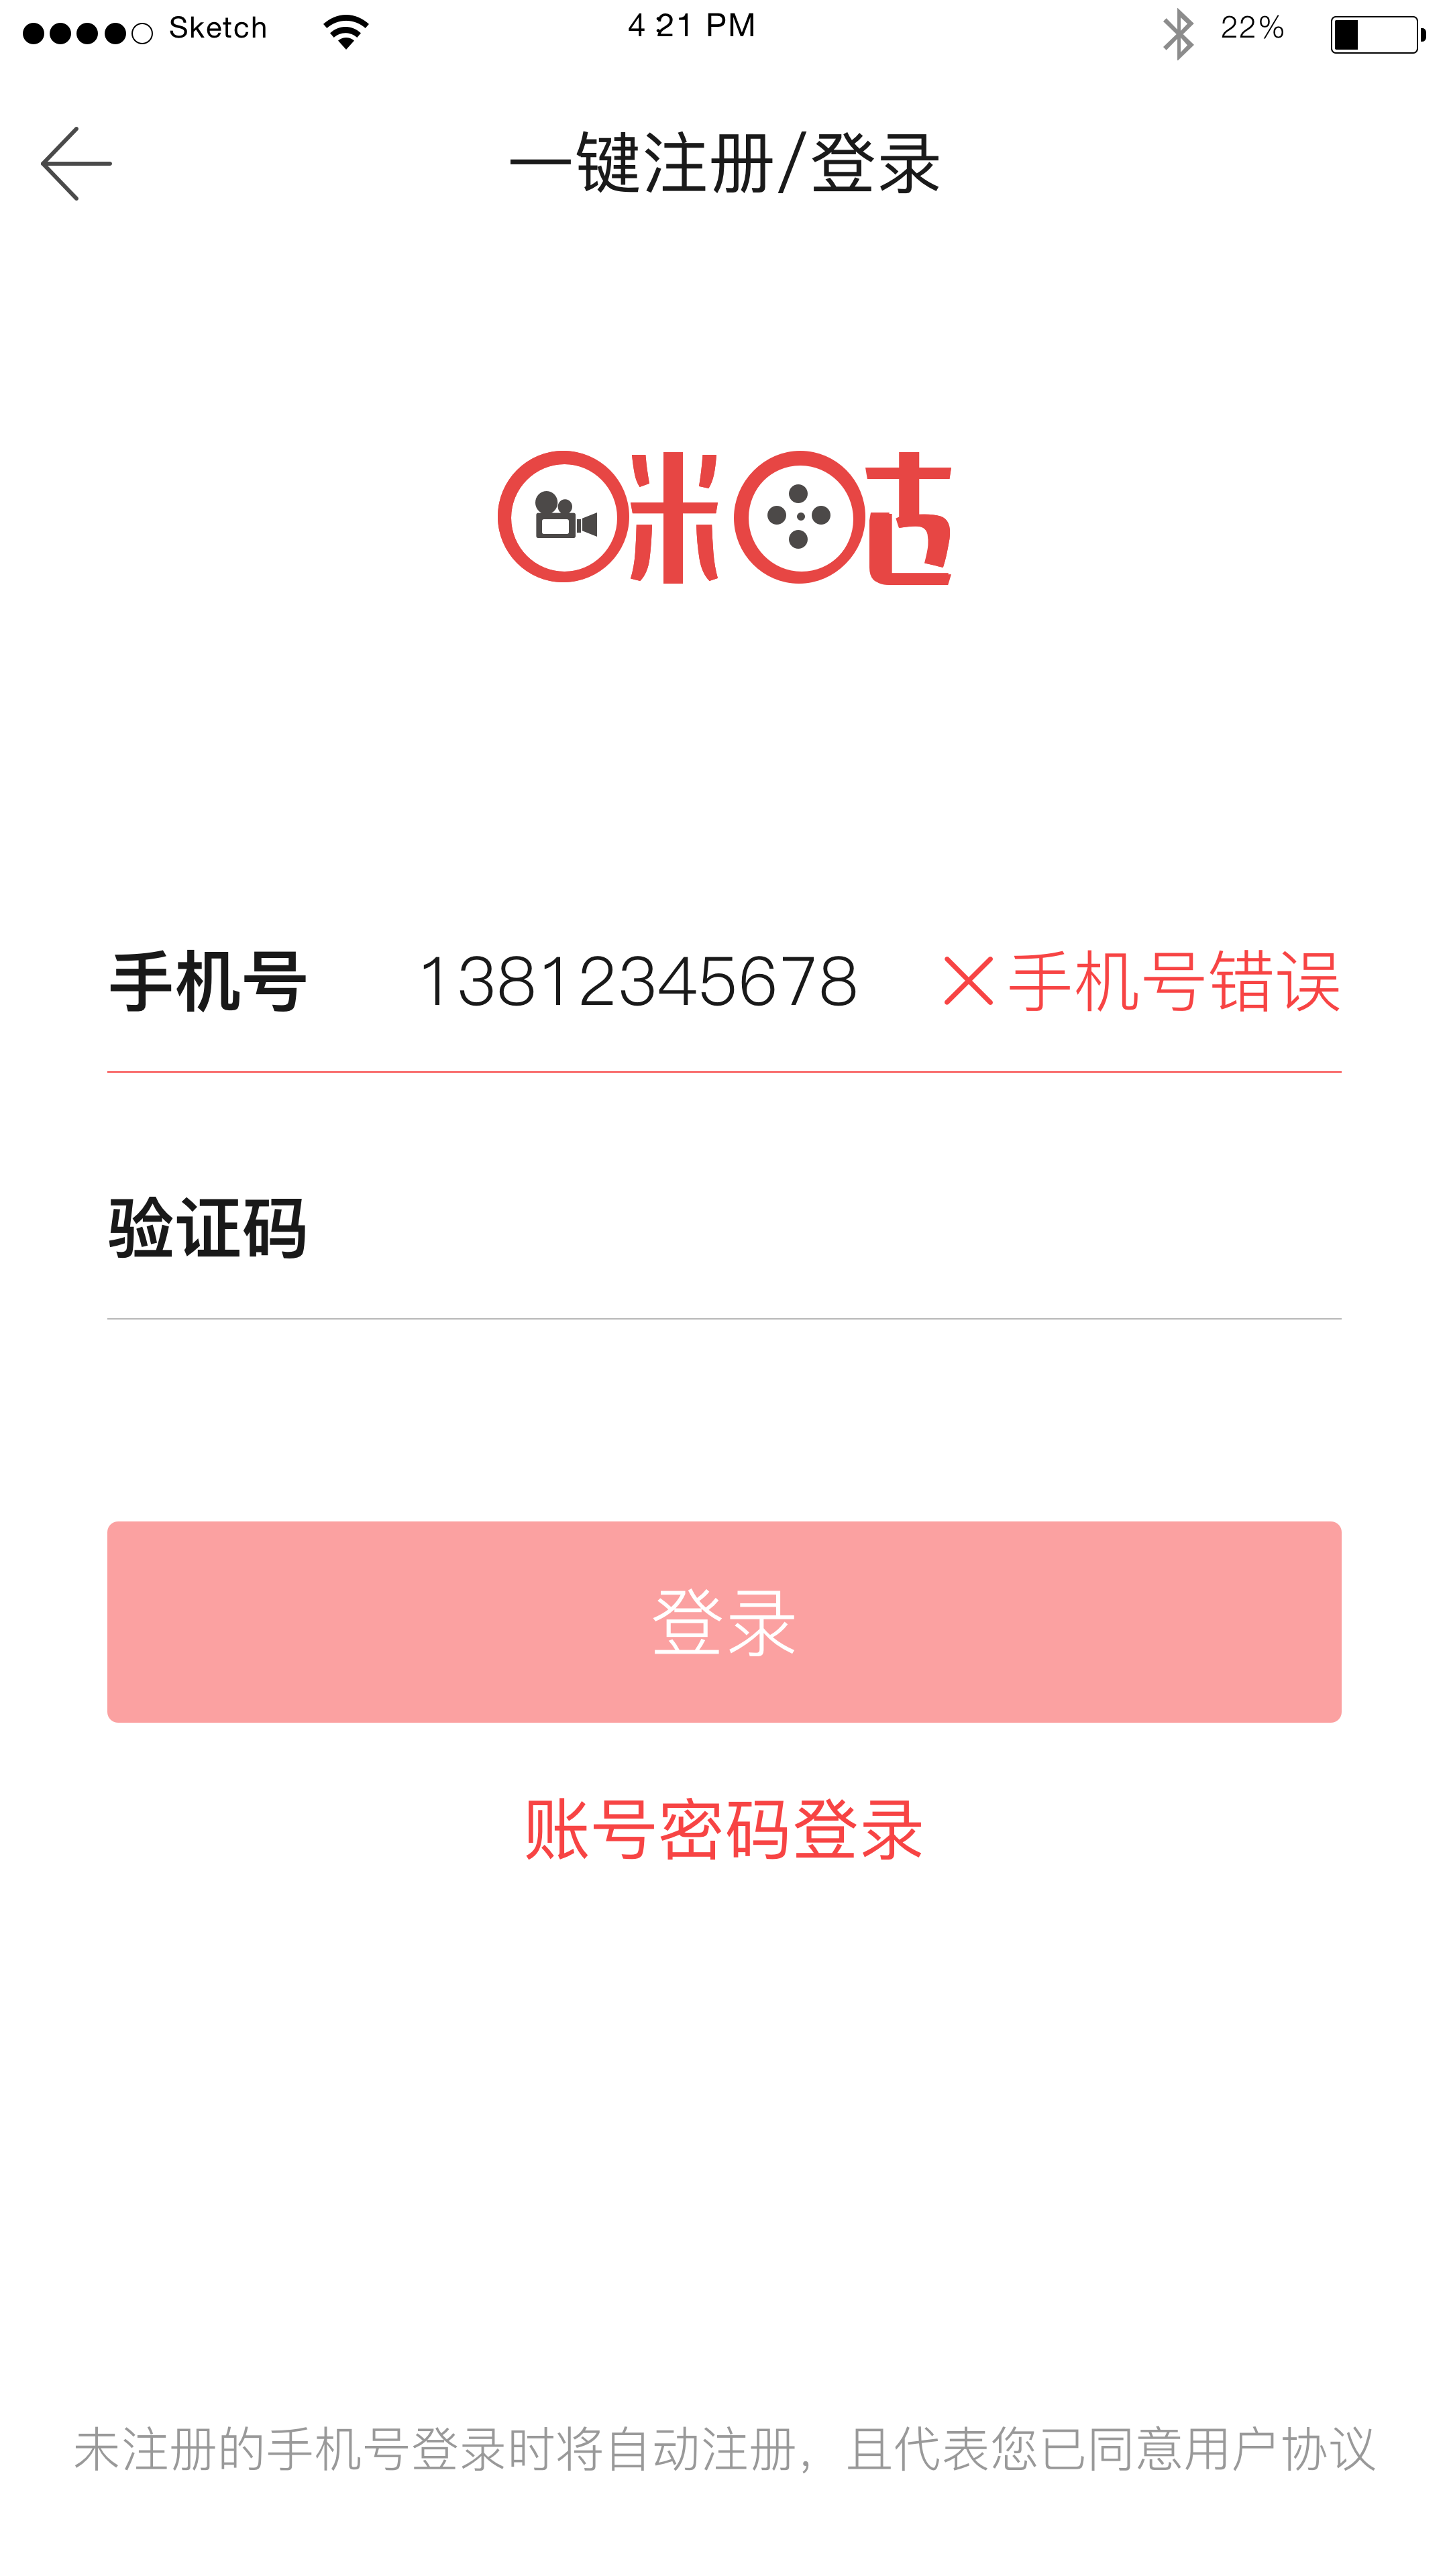 Sketch 4 21 PM 22%
一键注册/登录
咪咕
手机号 13812345678 手机号错误
验证码
登录
账号密码登录
未注册的手机号登录时将自动注册，且代表您已同意用户协议